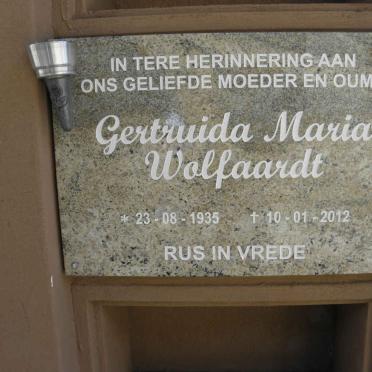 IN TERE HERINNERING AAN
ONS GELIEFDE MOEDER EN OUM
Gertruida Maria
Wolfaardt
* 23 - 08 - 1935 † 10 - 01 - 2012
RUS IN VREDE